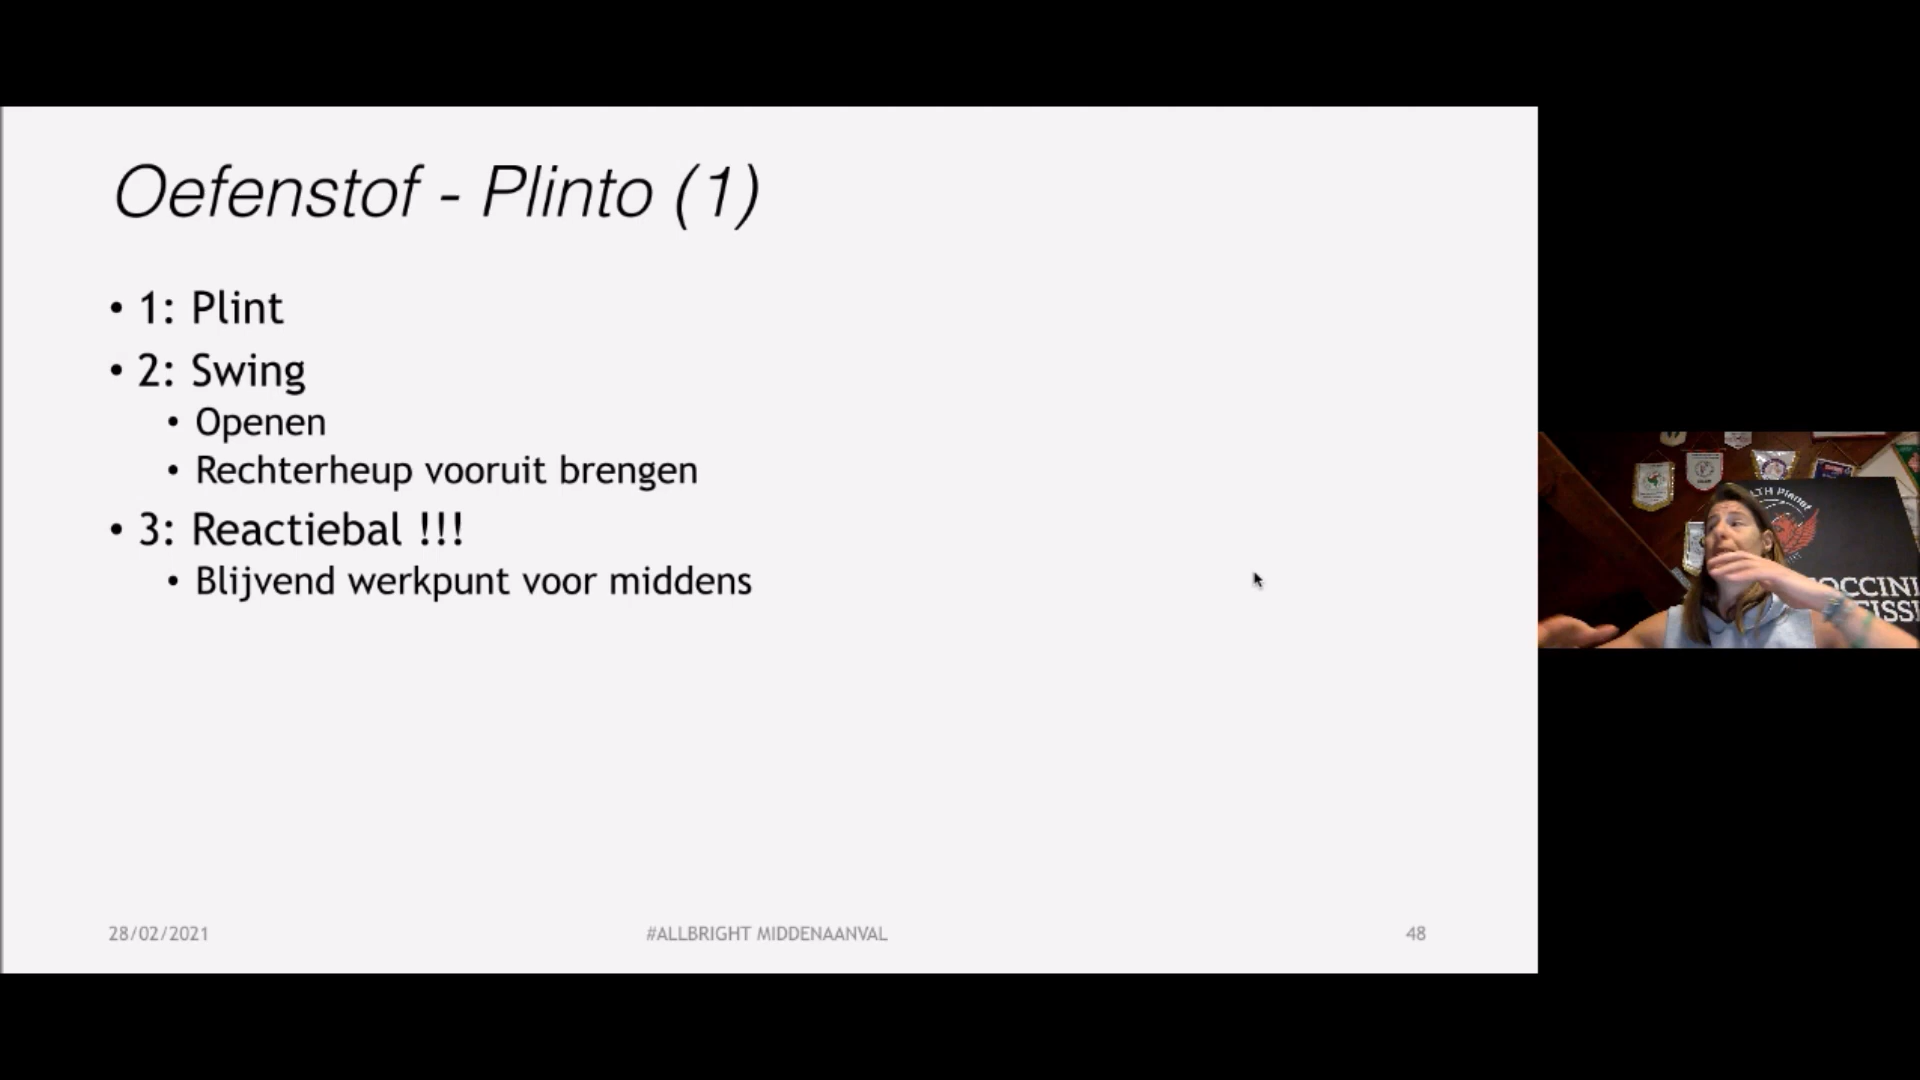 Oefenstof - Plinto (1)
• 1: Plint
• 2: Swing
• Openen
• Rechterheup vooruit brengen
• 3: Reactiebal !!!
• Blijvend werkpunt voor middens
28/02/2021
#ALLBRIGHT MIDDENAANVAL
48